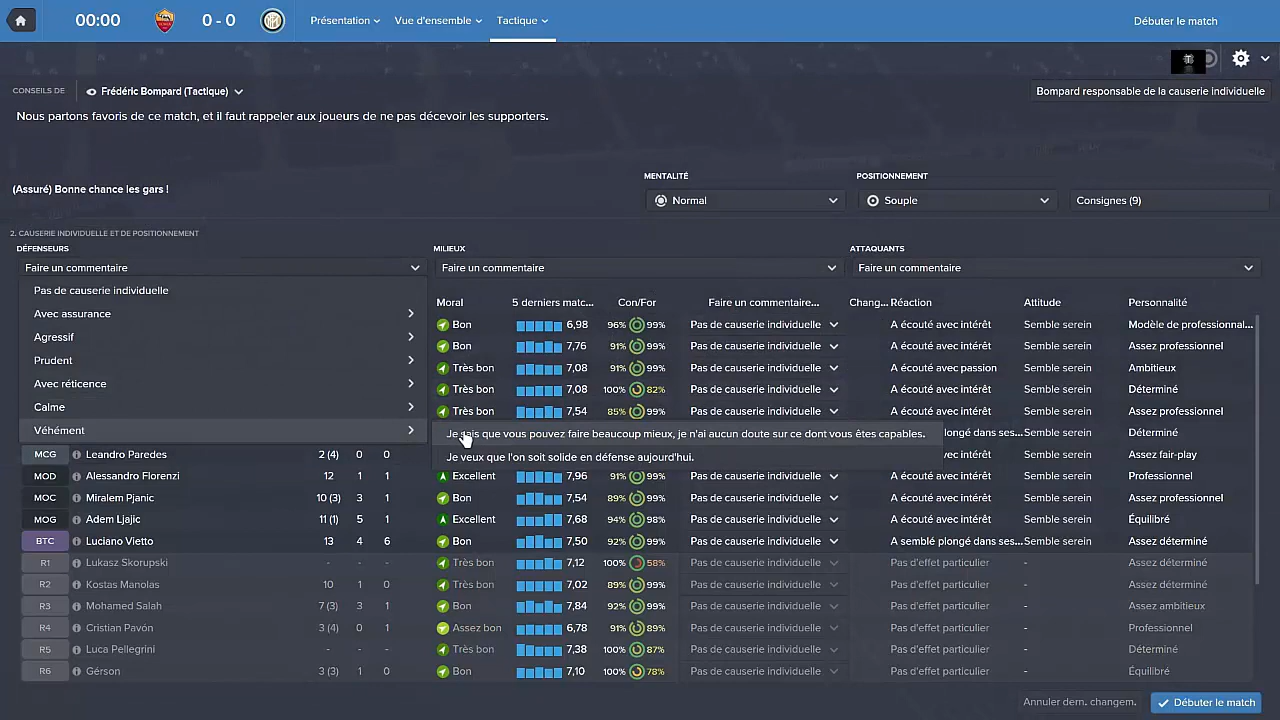 00:00 0 - 0 Présentation Vue d'ensemble Tactique Débuter le match
CONSEILS DE Frédéric Bompard (Tactique) Bompard responsable de la causerie individuelle
Nous partons favoris de ce match, et il faut rappeler aux joueurs de ne pas décevoir les supporters.
MENTALITÉ POSITIONNEMENT
(Assuré) Bonne chance les gars !
Normal Souple Consignes (9)
2. CAUSERIE INDIVIDUELLE ET DE POSITIONNEMENT
DÉFENSEURS MILIEUX ATTAQUANTS
Faire un commentaire Faire un commentaire Faire un commentaire
Pas de causerie individuelle
Avec assurance
Agressif
Prudent
Avec réticence
Calme
Véhément
Je sais que vous pouvez faire beaucoup mieux, je n'ai aucun doute sur ce dont vous êtes capables.
Je veux que l'on soit solide en défense aujourd'hui.
Moral 5 derniers matc... Con/For Faire un commentaire... Chang... Réaction Attitude Personnalité
Bon 6,98 96% 99% Pas de causerie individuelle A écouté avec intérêt Semble serein Modèle de professionnal...
Bon 7,76 91% 99% Pas de causerie individuelle A écouté avec intérêt Semble serein Assez professionnel
Très bon 7,08 91% 99% Pas de causerie individuelle A écouté avec passion Semble serein Ambitieux
Très bon 7,08 100% 82% Pas de causerie individuelle A écouté avec intérêt Semble serein Déterminé
Très bon 7,54 85% 99% Pas de causerie individuelle A écouté avec intérêt Semble serein Assez professionnel
plongé dans ses... Semble serein Déterminé
MCG Leandro Paredes 2 (4) 0 0 A écouté avec intérêt Semble serein Assez fair-play
MOD Alessandro Florenzi 12 1 1 Excellent 7,96 91% 99% Pas de causerie individuelle A écouté avec intérêt Semble serein Professionnel
MOC Miralem Pjanic 10 (3) 3 1 Bon 7,54 89% 99% Pas de causerie individuelle A écouté avec intérêt Semble serein Assez professionnel
MOG Adem Ljajic 11 (1) 5 1 Excellent 7,68 94% 98% Pas de causerie individuelle A écouté avec intérêt Semble serein Équilibré
BTC Luciano Vietto 13 4 6 Bon 7,50 92% 99% Pas de causerie individuelle A semblé plongé dans ses... Semble serein Assez déterminé
R1 Lukasz Skorupski - - - Très bon 7,12 100% 58% Pas de causerie individuelle Pas d'effet particulier - Assez déterminé
R2 Kostas Manolas 10 1 0 Très bon 7,02 89% 99% Pas de causerie individuelle Pas d'effet particulier - Assez déterminé
R3 Mohamed Salah 7 (3) 3 1 Bon 7,84 92% 99% Pas de causerie individuelle Pas d'effet particulier - Assez ambitieux
R4 Cristian Pavón 3 (4) 0 1 Assez bon 6,78 91% 89% Pas de causerie individuelle Pas d'effet particulier - Professionnel
R5 Luca Pellegrini - - - Très bon 7,38 100% 87% Pas de causerie individuelle Pas d'effet particulier - Déterminé
R6 Gérson 3 (3) 1 0 Bon 7,10 100% 78% Pas de causerie individuelle Pas d'effet particulier - Équilibré
Annuler dern. changem. Débuter le match